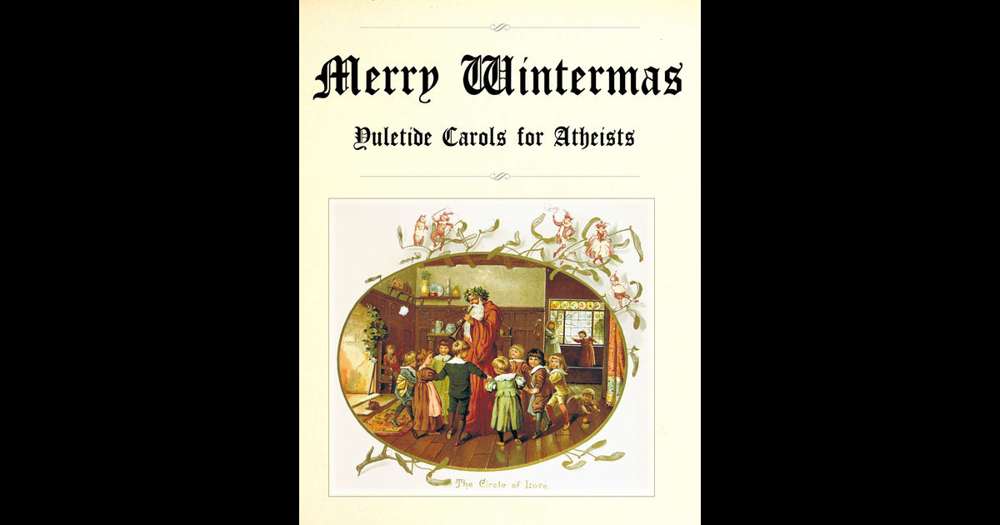 Merry Wintermas
Yuletide Carols for Atheists
The Circle of Love.